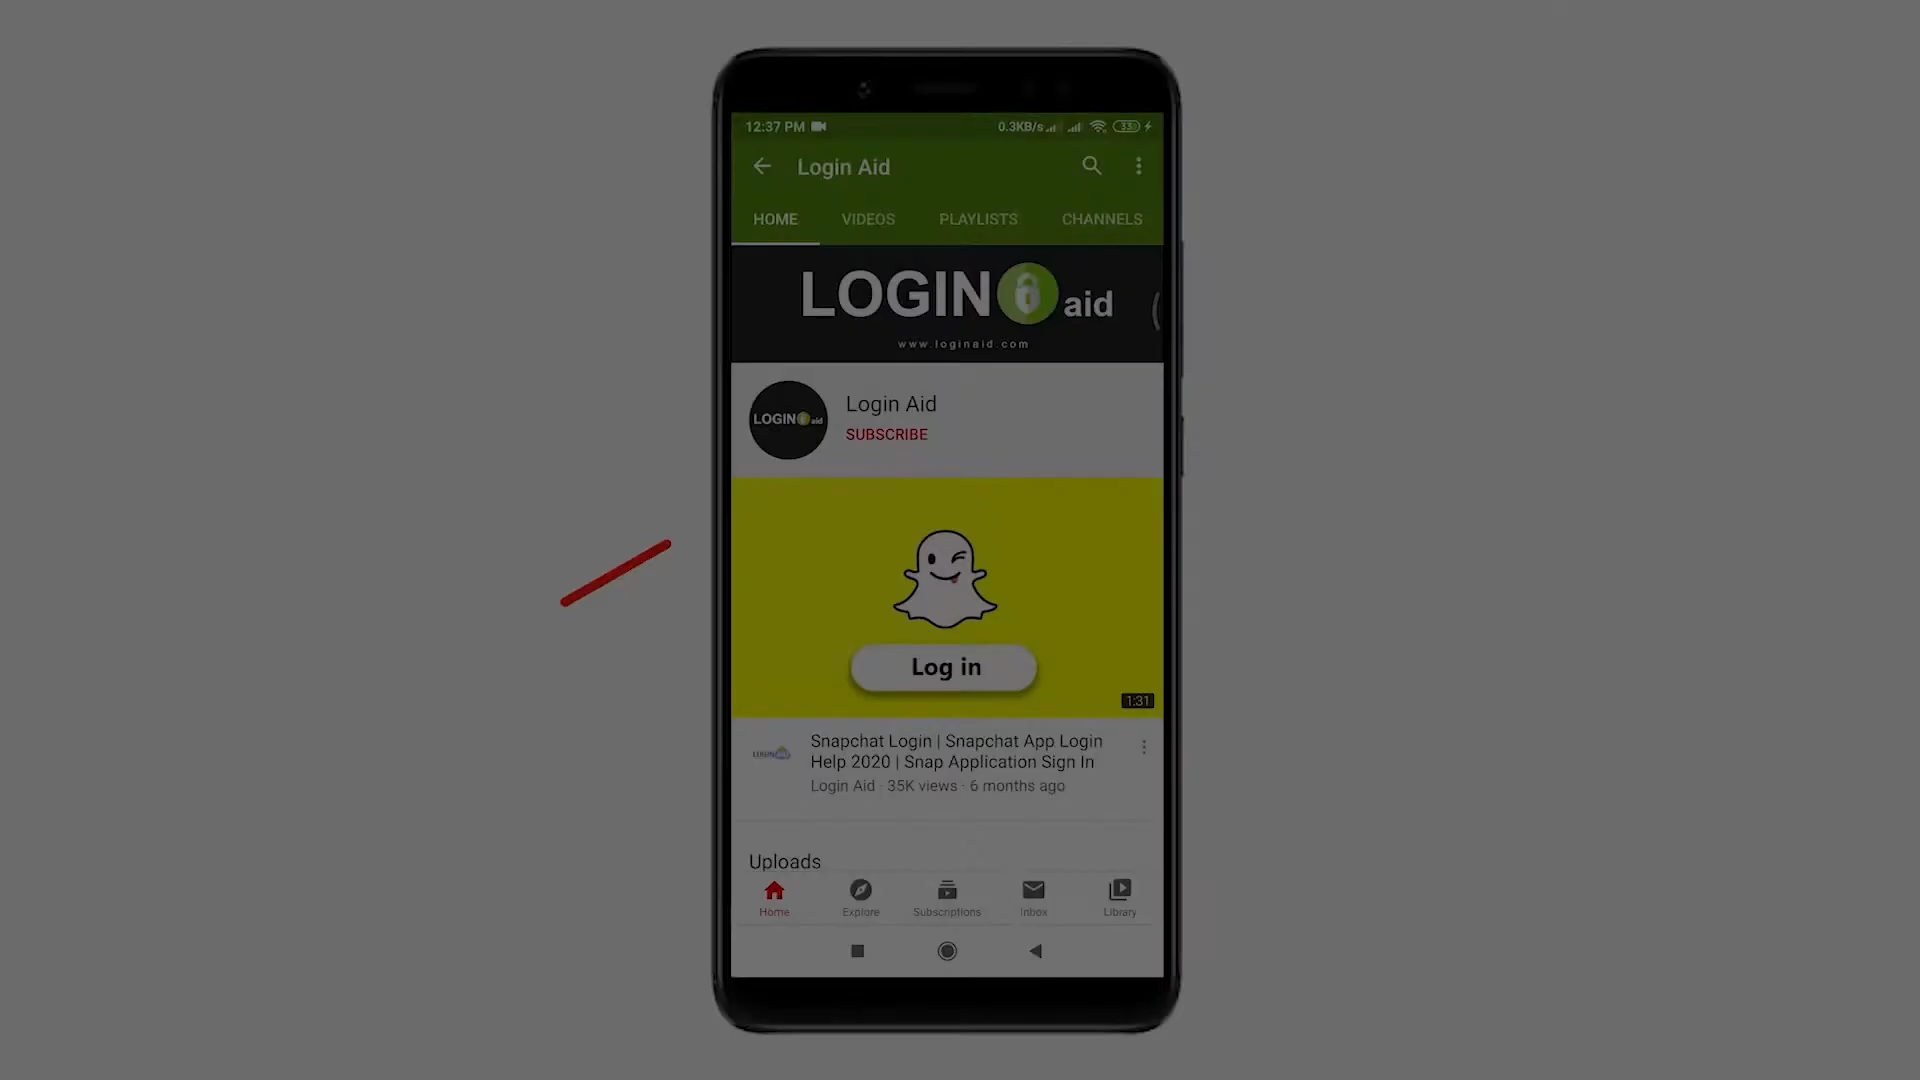 12:37 PM 0.3KB/s 33
Login Aid
HOME VIDEOS PLAYLISTS CHANNELS
LOGIN aid
www.loginaid.com
LOGIN aid
Login Aid
SUBSCRIBE
Log in
1:31
Snapchat Login | Snapchat App Login
Help 2020 | Snap Application Sign In
Login Aid · 35K views · 6 months ago
Uploads
Home Explore Subscriptions Inbox Library